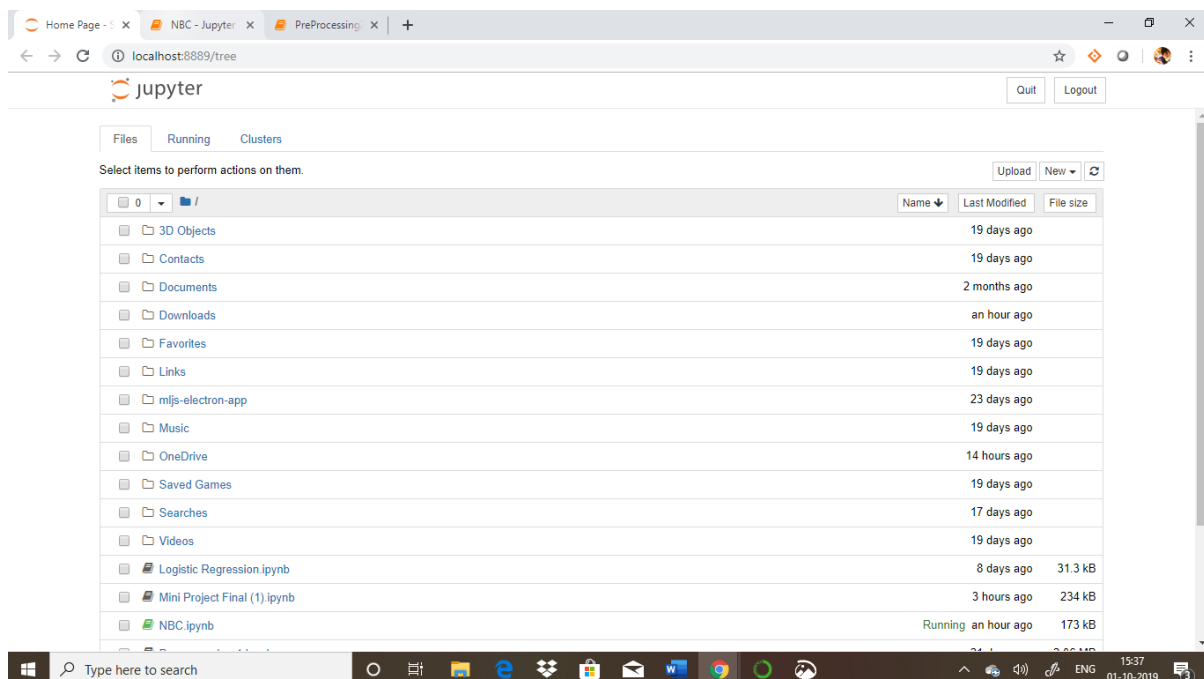 Home Page - S
NBC - Jupyter
PreProcessing
localhost:8889/tree
jupyter
Quit
Logout
Files
Running
Clusters
Select items to perform actions on them.
Upload
New
0
/
Name
Last Modified
File size
3D Objects
19 days ago
Contacts
19 days ago
Documents
2 months ago
Downloads
an hour ago
Favorites
19 days ago
Links
19 days ago
mljs-electron-app
23 days ago
Music
19 days ago
OneDrive
14 hours ago
Saved Games
19 days ago
Searches
17 days ago
Videos
19 days ago
Logistic Regression.ipynb
8 days ago
31.3 kB
Mini Project Final (1).ipynb
3 hours ago
234 kB
NBC.ipynb
Running an hour ago
173 kB
Type here to search
ENG
15:37
01-10-2019